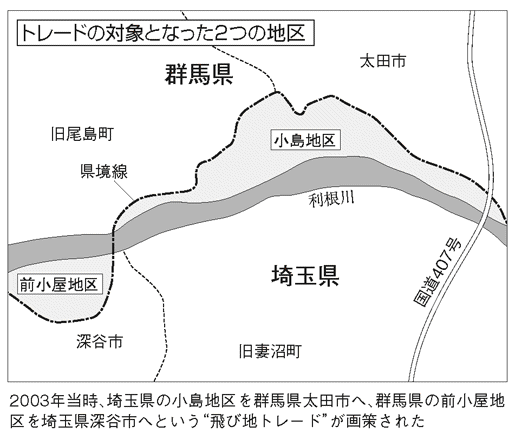 トレードの対象となった2つの地区
群馬県
太田市
旧尾島町
小島地区
県境線
利根川
前小屋地区
埼玉県
国道407号
深谷市
旧妻沼町
2003年当時、埼玉県の小島地区を群馬県太田市へ、群馬県の前小屋地
区を埼玉県深谷市へという“飛び地トレード”が画策された